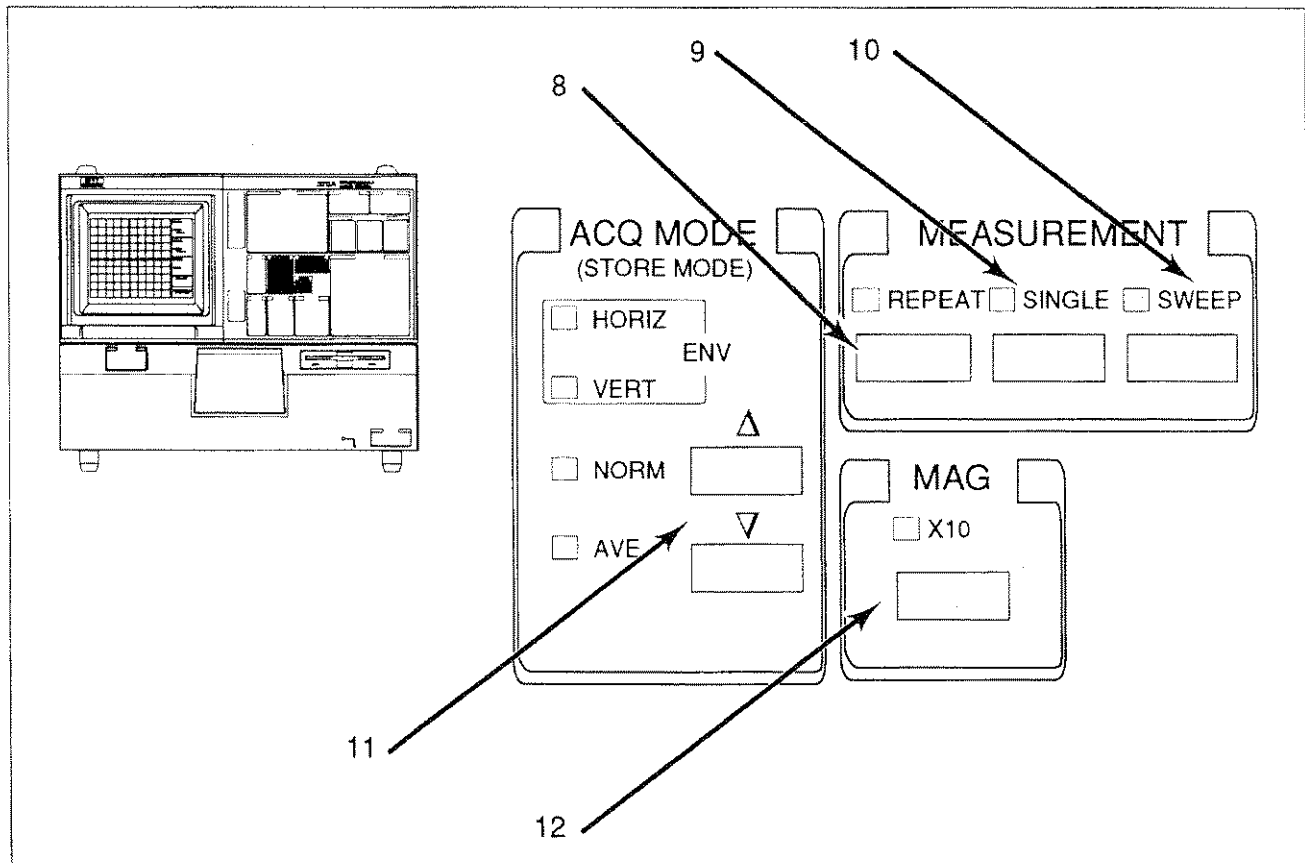 8
9
10
ACQ MODE
(STORE MODE)
HORIZ
ENV
VERT
Δ
NORM
∇
AVE
MEASUREMENT
REPEAT SINGLE SWEEP
MAG
X10
11
12